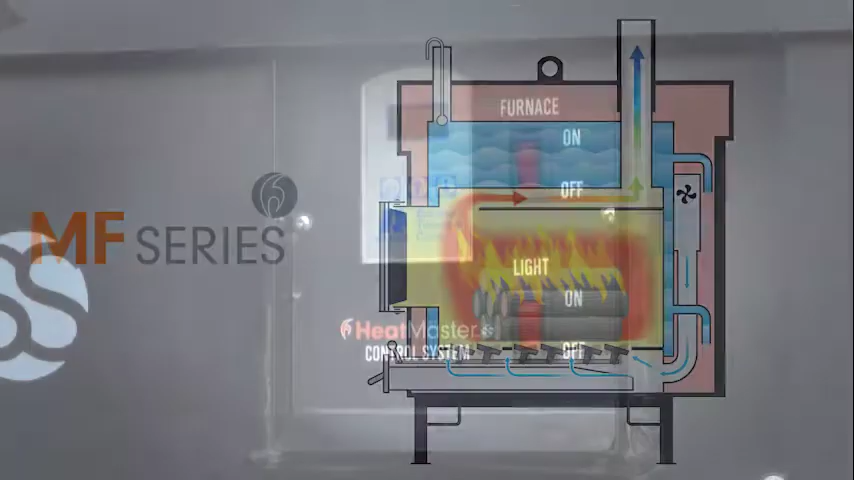 FURNACE
ON
OFF
MF SERIES
LIGHT
ON
HeatMaster
CONTROL SYSTEM
OFF